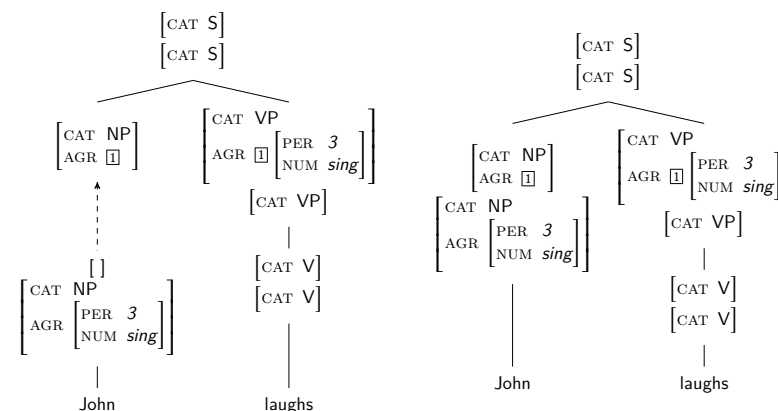 [CAT S]
[CAT S]
[CAT NP
AGR 1]
[CAT VP
AGR 1 [PER 3
NUM sing]]
[CAT VP]
[ ]
[CAT NP
AGR [PER 3
NUM sing]]
[CAT V]
[CAT V]
John
laughs
[CAT S]
[CAT S]
[CAT NP
AGR 1]
[CAT NP
AGR [PER 3
NUM sing]]
[CAT VP
AGR 1 [PER 3
NUM sing]]
[CAT VP]
[CAT V]
[CAT V]
John
laughs